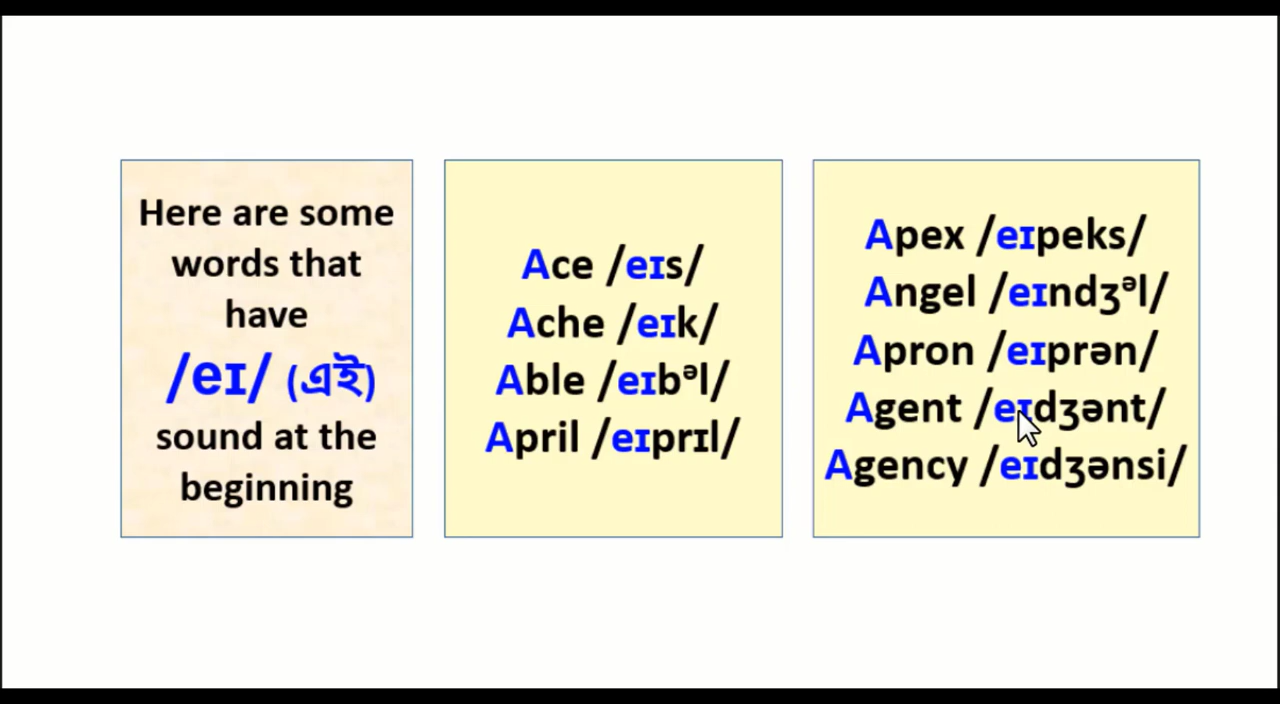 Here are some
words that
have
/eɪ/ (এই)
sound at the
beginning
Ace /eɪs/
Ache /eɪk/
Able /eɪbᵊl/
April /eɪprɪl/
Apex /eɪpeks/
Angel /eɪndʒᵊl/
Apron /eɪprən/
Agent /eɪdʒənt/
Agency /eɪdʒənsi/